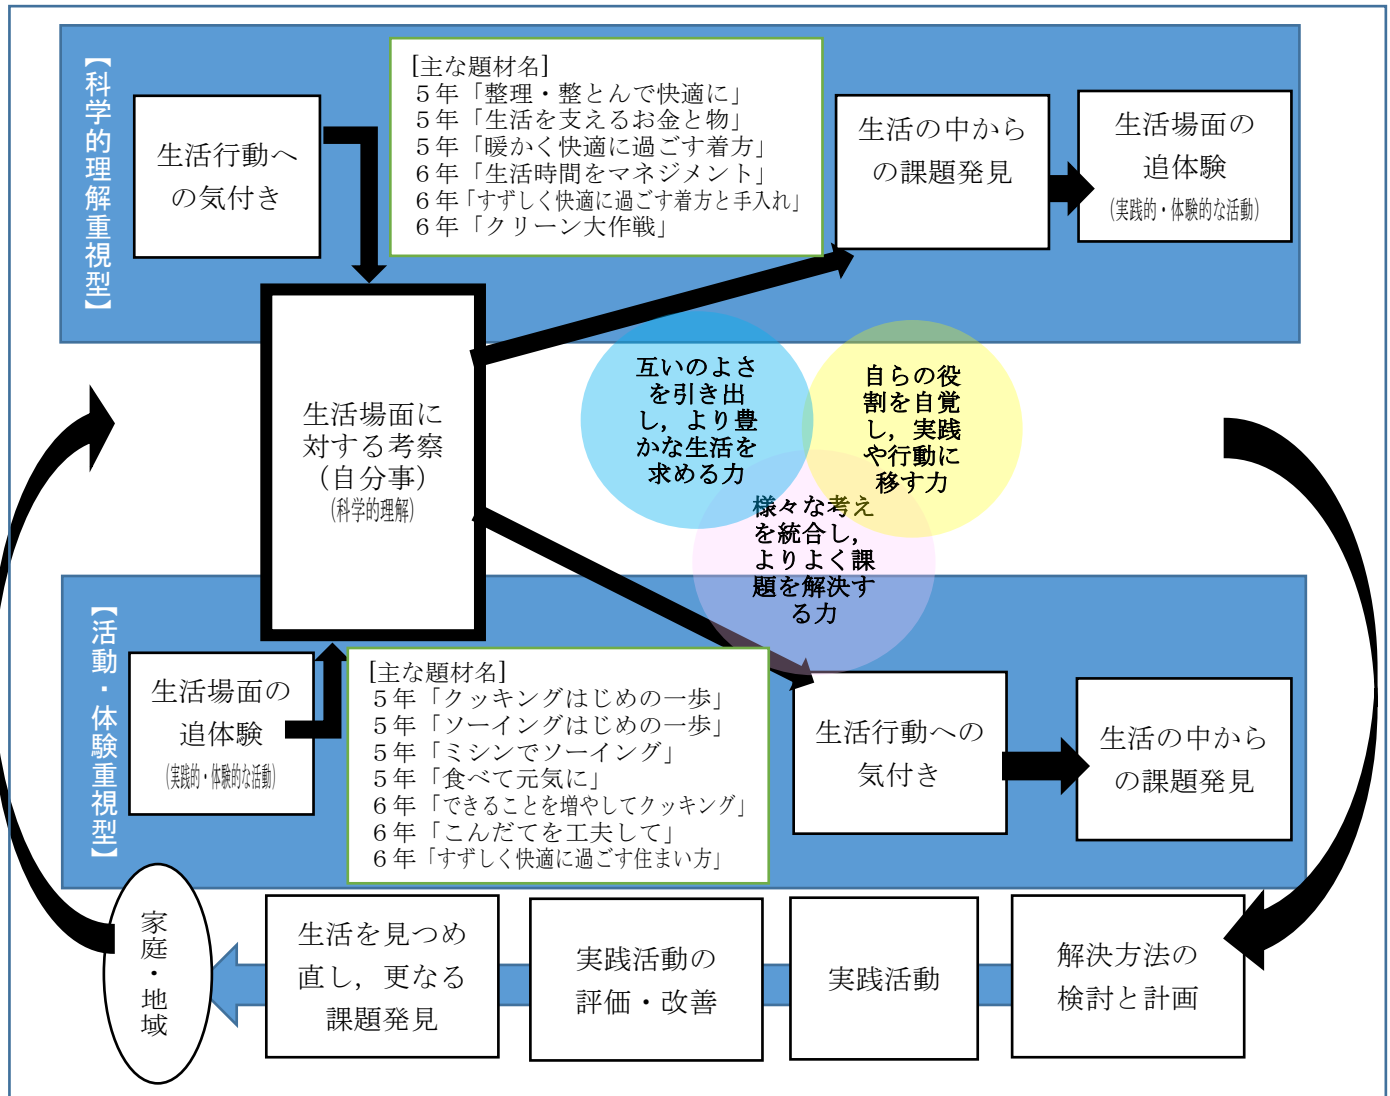 【科学的理解重視型】
生活行動へ
の気付き
[主な題材名]
５年「整理・整とんで快適に」
５年「生活を支えるお金と物」
５年「暖かく快適に過ごす着方」
６年「生活時間をマネジメント」
６年「すずしく快適に過ごす着方と手入れ」
６年「クリーン大作戦」
生活の中から
の課題発見
生活場面の
追体験
(実践的・体験的な活動)
生活場面に
対する考察
（自分事）
(科学的理解)
互いのよさ
を引き出
し，より豊
かな生活を
求める力
自らの役
割を自覚
し，実践
や行動に
移す力
様々な考え
を統合し，
よりよく課
題を解決す
る力
【活動・体験重視型】
生活場面の
追体験
(実践的・体験的な活動)
[主な題材名]
５年「クッキングはじめの一歩」
５年「ソーイングはじめの一歩」
５年「ミシンでソーイング」
５年「食べて元気に」
６年「できることを増やしてクッキング」
６年「こんだてを工夫して」
６年「すずしく快適に過ごす住まい方」
生活行動への
気付き
生活の中から
の課題発見
家庭・地域
生活を見つめ
直し，更なる
課題発見
実践活動の
評価・改善
実践活動
解決方法の
検討と計画